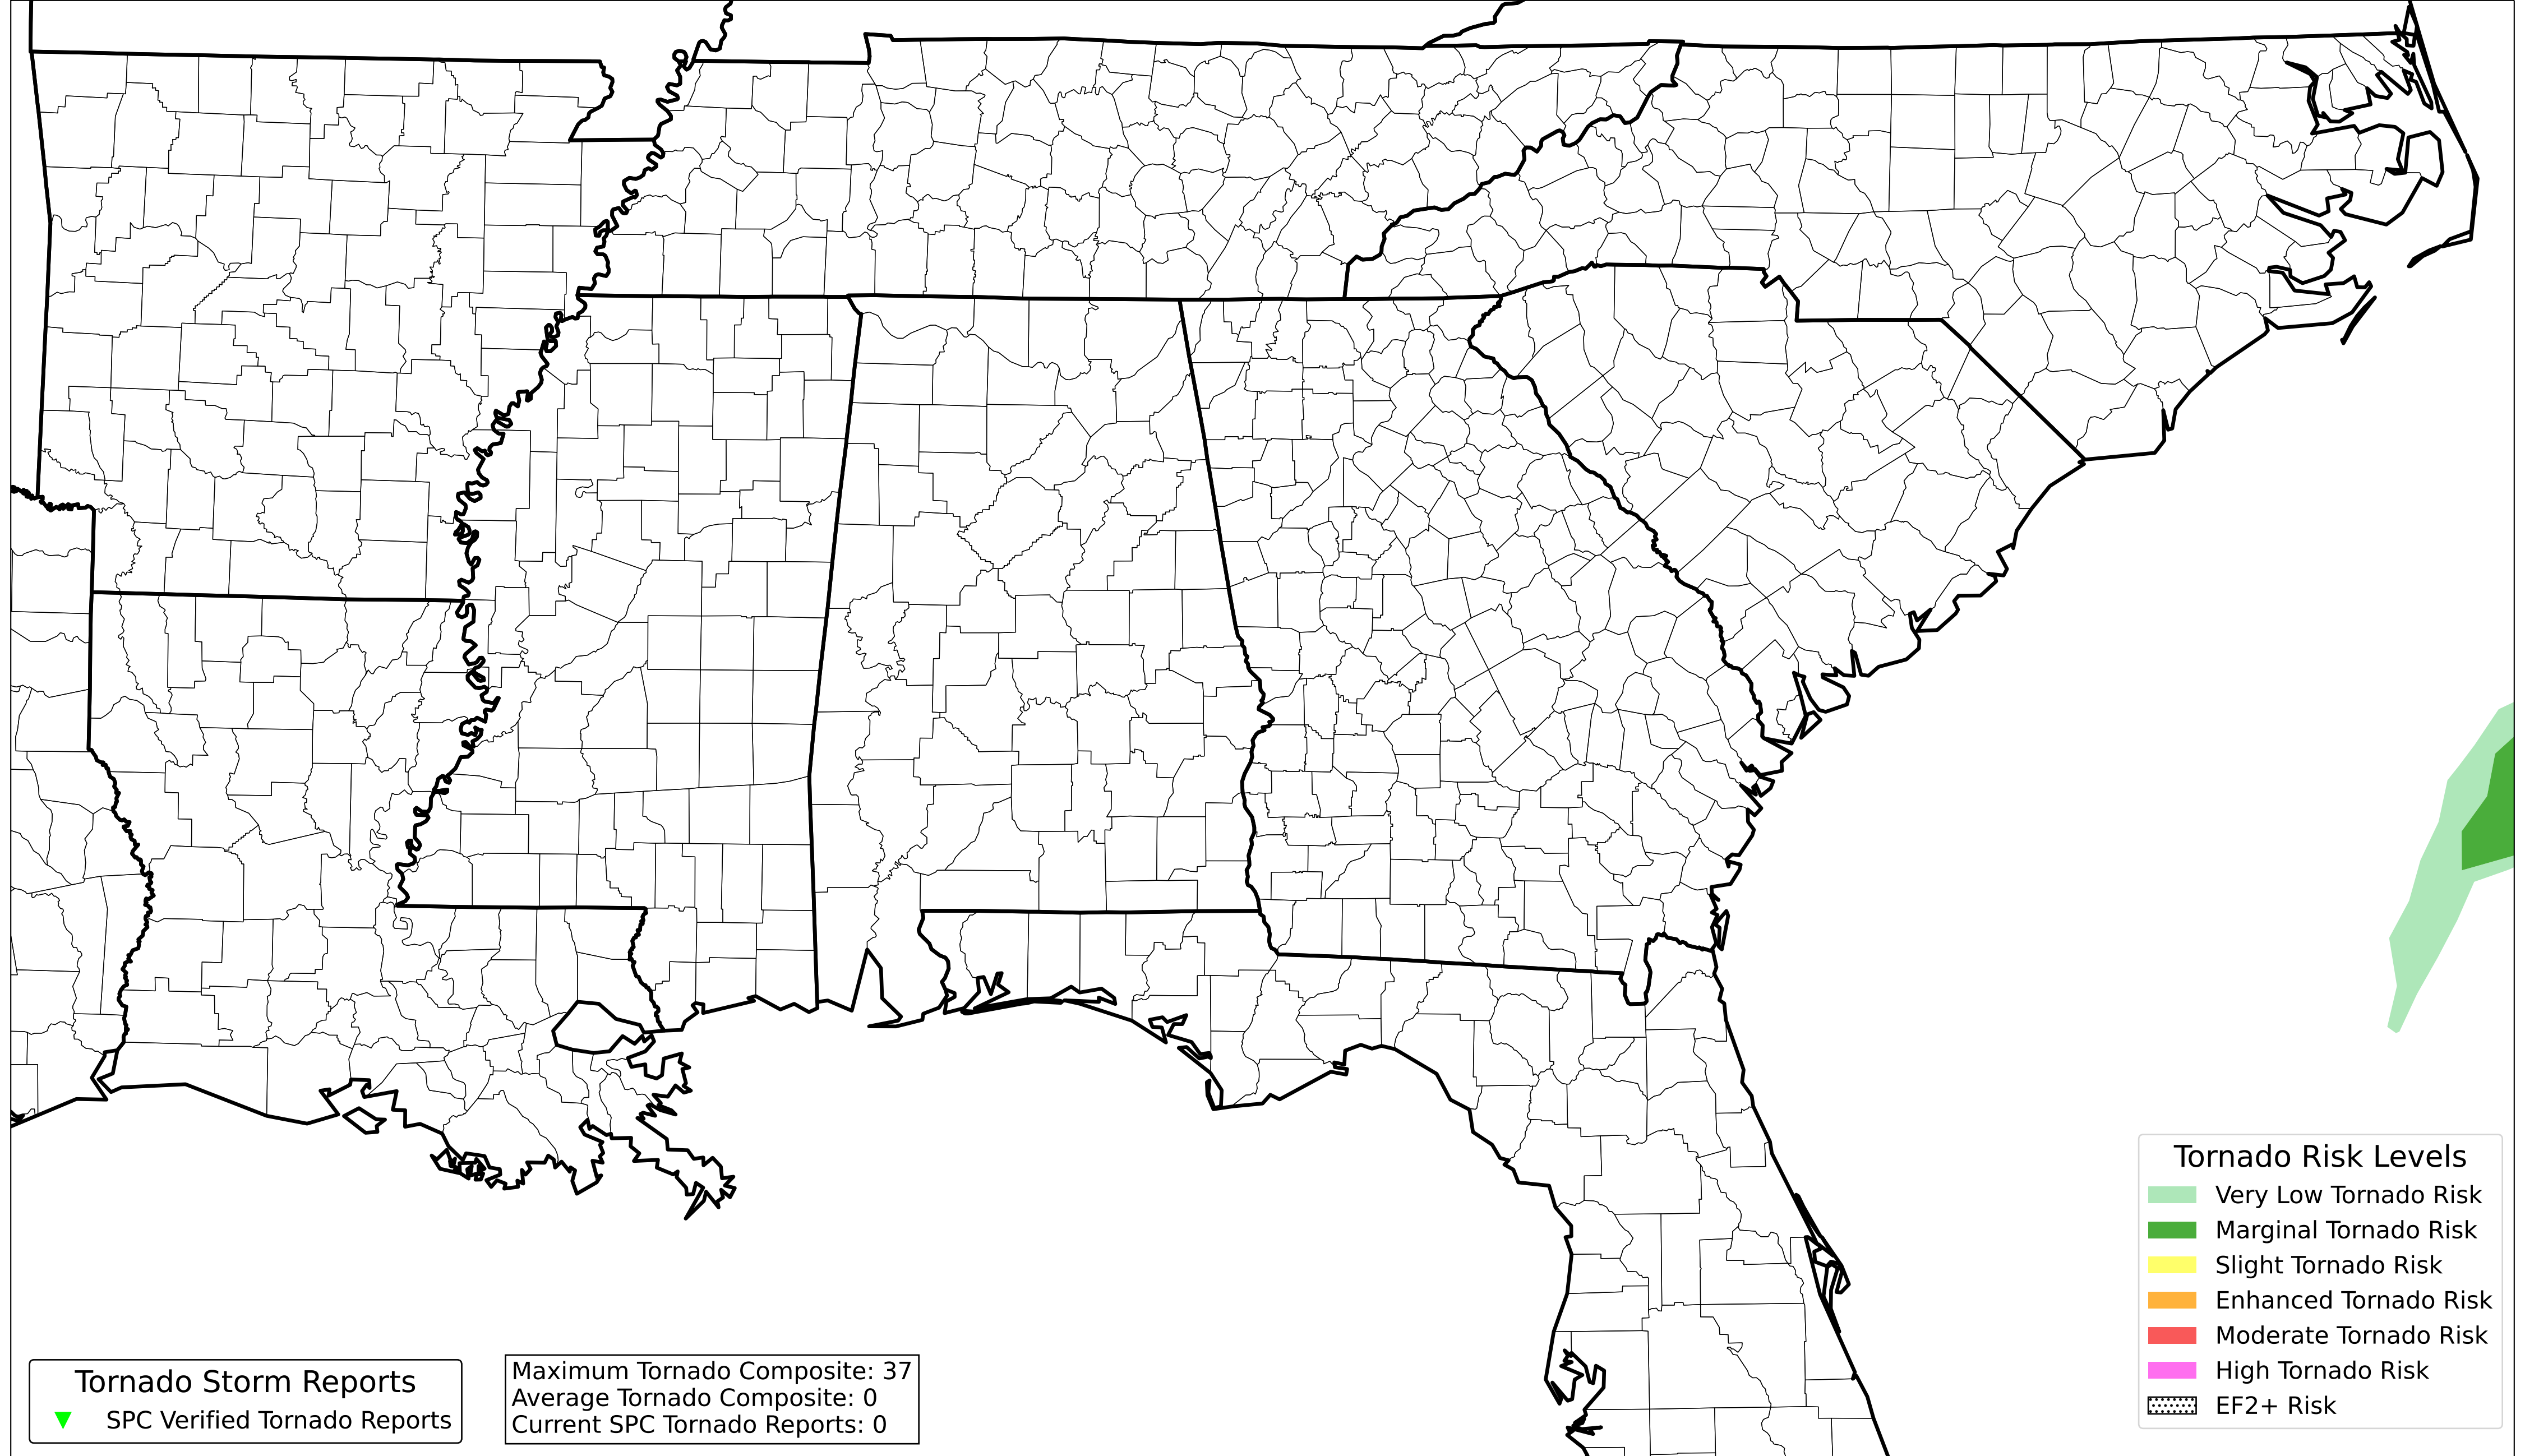 Tornado Risk Levels
Very Low Tornado Risk
Marginal Tornado Risk
Slight Tornado Risk
Enhanced Tornado Risk
Moderate Tornado Risk
High Tornado Risk
EF2+ Risk
Tornado Storm Reports
SPC Verified Tornado Reports
Maximum Tornado Composite: 37
Average Tornado Composite: 0
Current SPC Tornado Reports: 0